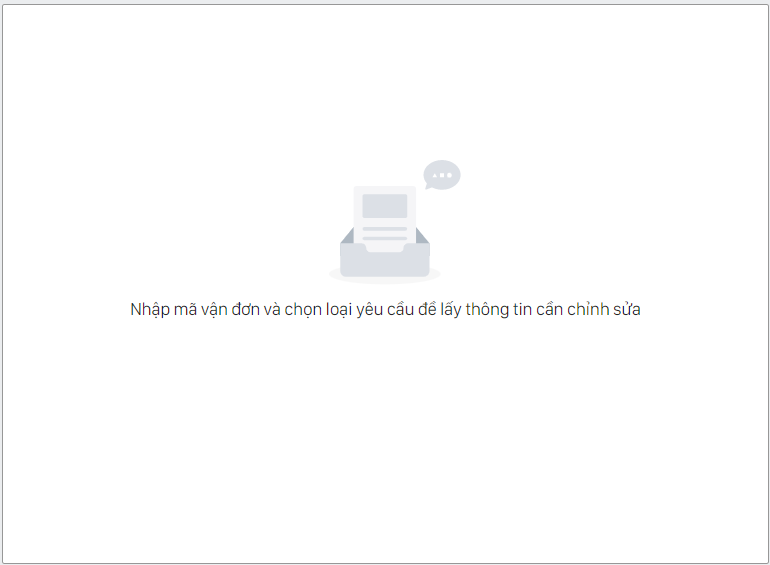 Nhập mã vận đơn và chọn loại yêu cầu để lấy thông tin cần chỉnh sửa